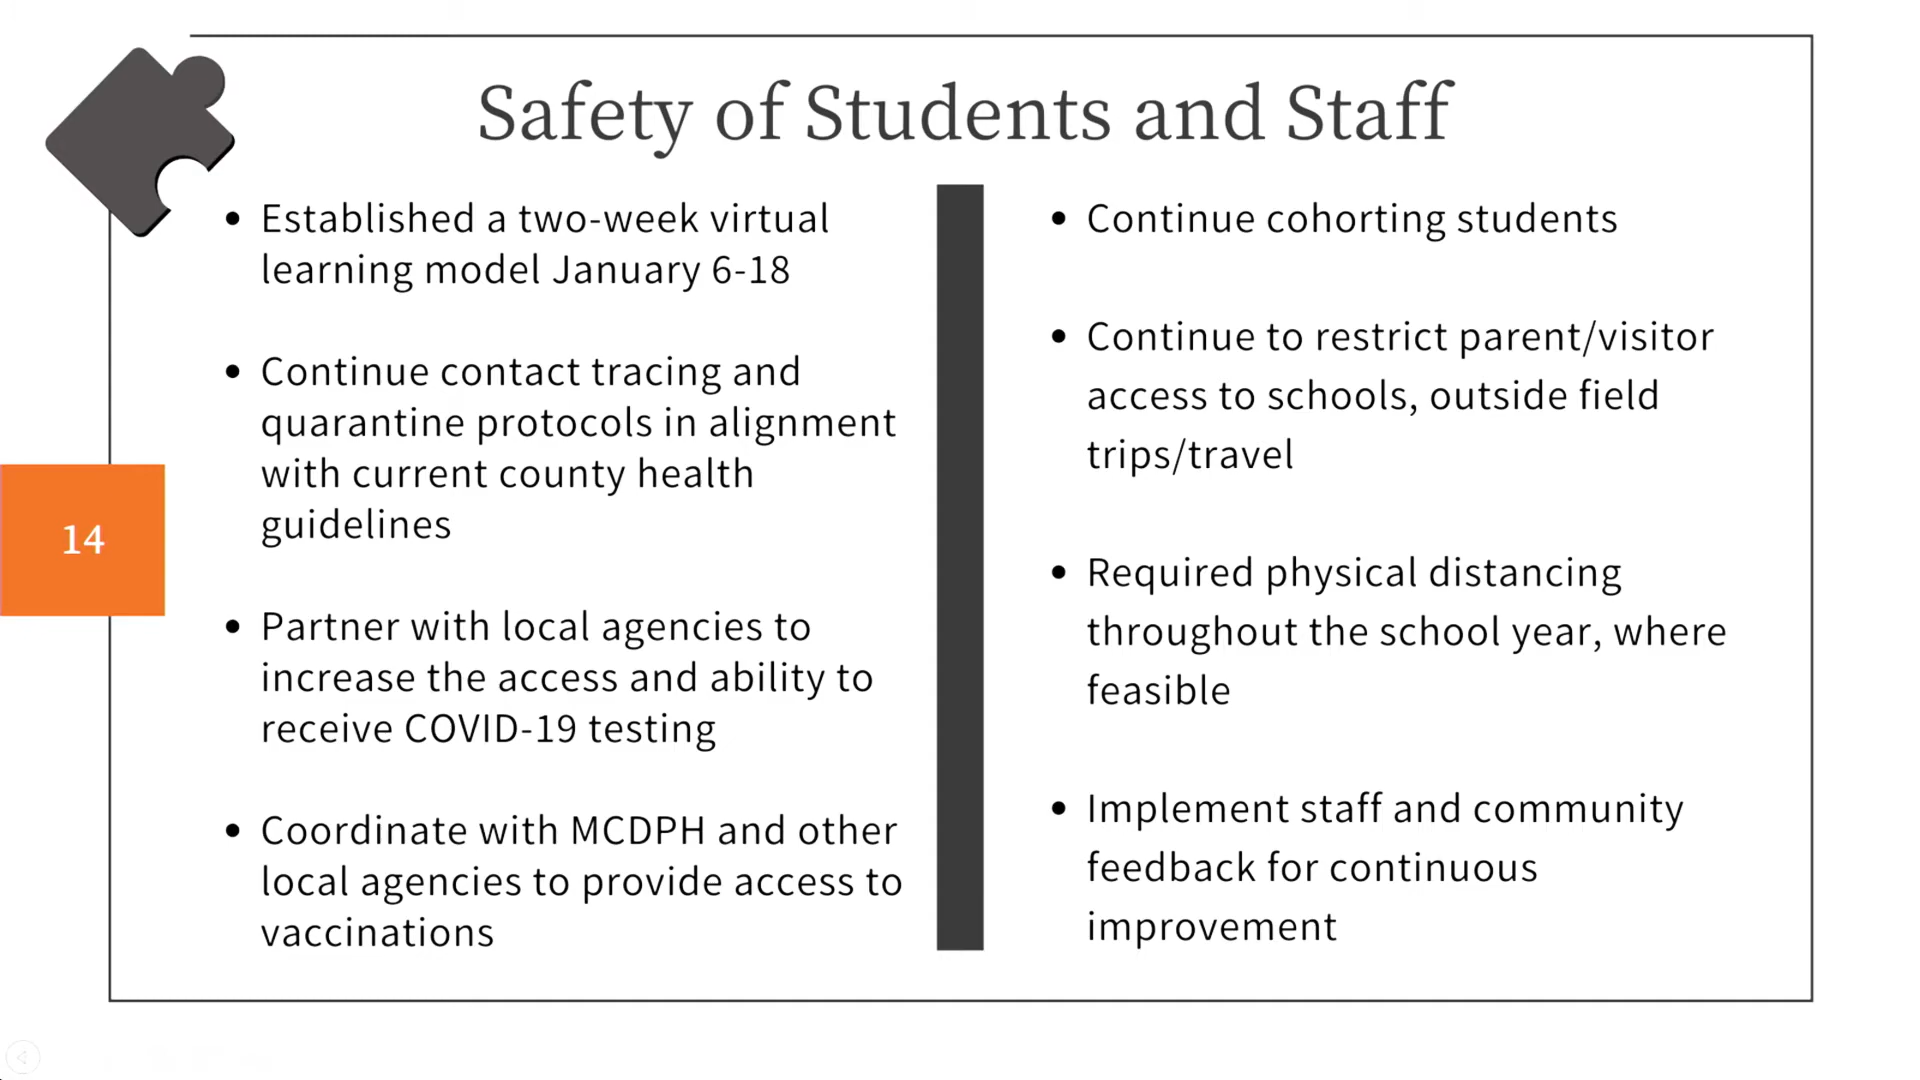 Safety of Students and Staff
• Established a two-week virtual
learning model January 6-18
• Continue contact tracing and
quarantine protocols in alignment
with current county health
guidelines
• Partner with local agencies to
increase the access and ability to
receive COVID-19 testing
• Coordinate with MCDPH and other
local agencies to provide access to
vaccinations
• Continue cohorting students
• Continue to restrict parent/visitor
access to schools, outside field
trips/travel
• Required physical distancing
throughout the school year, where
feasible
• Implement staff and community
feedback for continuous
improvement
14